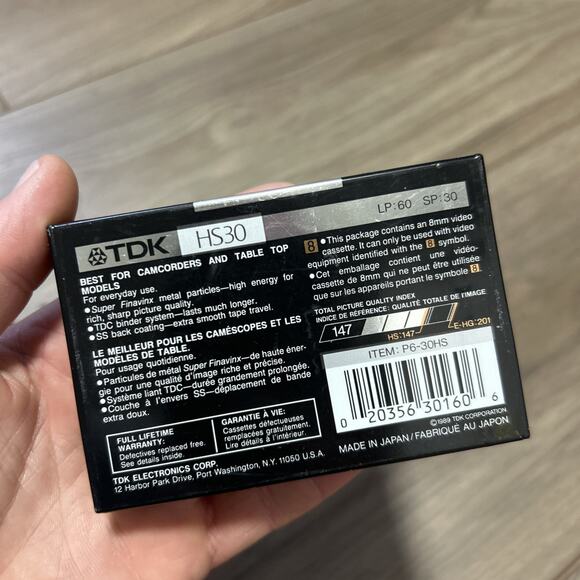 TDK
HS30
LP:60 SP:30
BEST FOR CAMCORDERS AND TABLE TOP
MODELS
For everyday use.
●Super Finavinx metal particles—high energy for
rich, sharp picture quality.
●TDC binder system—lasts much longer.
●SS back coating—extra smooth tape travel.
LE MEILLEUR POUR LES CAMÉSCOPES ET LES
MODÈLES DE TABLE.
Pour usage quotidienne.
●Particules de métal Super Finavinx—de haute éner-
gie pour une qualité d'image riche et précise.
●Système liant TDC—durée grandement prolongée.
●Couche à l'envers SS—déplacement de bande
extra doux.
FULL LIFETIME
WARRANTY:
Defectives replaced free.
See details inside.
GARANTIE À VIE:
Cassettes défectueuses
remplacées gratuitement.
Lire détails à l'intérieur.
TDK ELECTRONICS CORP.
12 Harbor Park Drive, Port Washington, N.Y. 11050 U.S.A.
8 ●This package contains an 8mm video
cassette. It can only be used with video
equipment identified with the 8 symbol.
●Cet emballage contient une vidéo-
cassette de 8mm qui ne peut être utilisée
que sur les appareils portant le symbole 8.
TOTAL PICTURE QUALITY INDEX
INDICE DE RÉFÉRENCE: QUALITÉ TOTALE DE l'IMAGE
147
HS:147
E-HG:201
ITEM: P6-30HS
0 20356 30160 6
©1989 TDK CORPORATION
MADE IN JAPAN/FABRIQUÉ AU JAPON